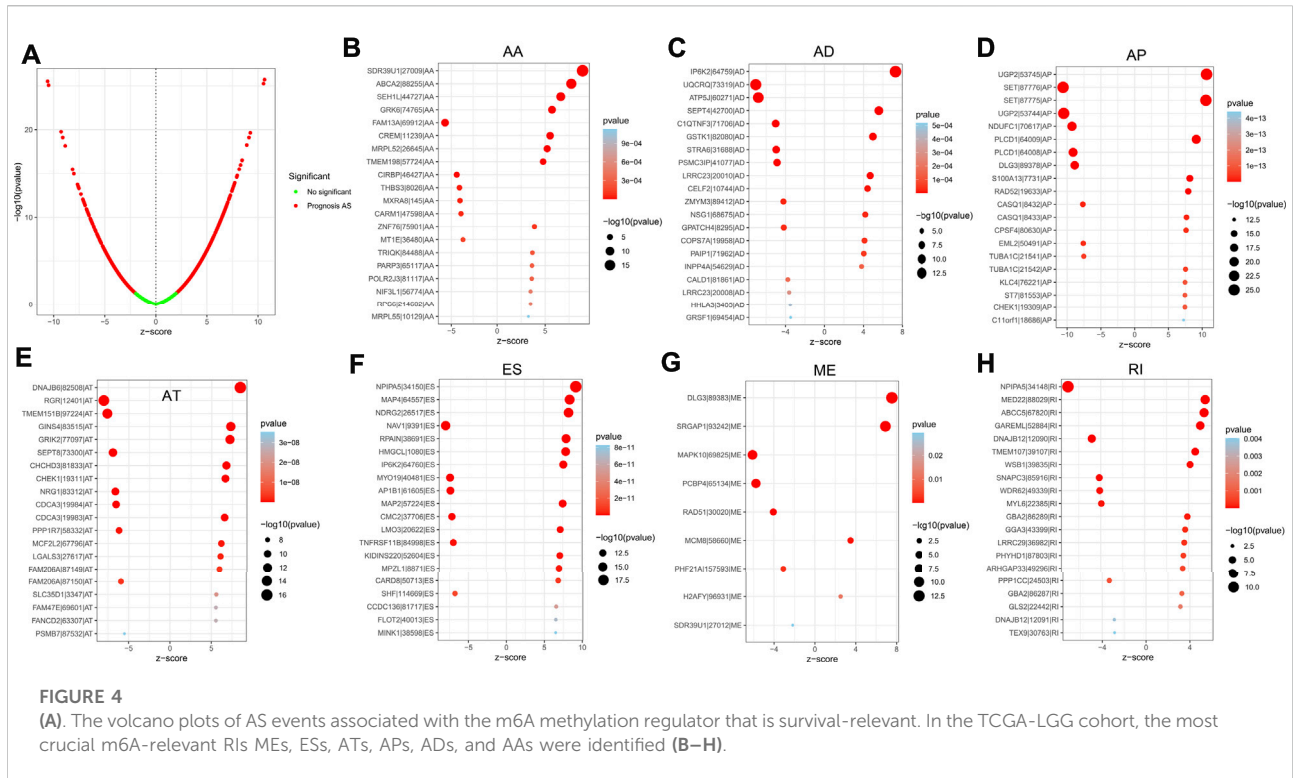 A
-log10(pvalue)
20
10
0
-10
-5
0
5
10
z-score
Significant
No significant
Prognosis AS
B
AA
SDR39U1|27009|AA
ABCA2|88255|AA
SEH1L|44727|AA
GRK6|74765|AA
FAM13A|69912|AA
CREM|11239|AA
MRPL52|26645|AA
TMEM198|57724|AA
CIRBP|46427|AA
THBS3|8026|AA
MXRA8|145|AA
CARM1|47598|AA
ZNF76|75901|AA
MT1E|36480|AA
TRIQK|84488|AA
PARP3|65117|AA
POLR2J3|81117|AA
NIF3L1|56774|AA
MRPL55|10129|AA
-5
0
5
z-score
pvalue
9e-04
6e-04
3e-04
-log10(pvalue)
5
10
15
C
AD
IP6K2|64759|AD
UQCRQ|73319|AD
ATP5J|60271|AD
SEPT4|42700|AD
C1QTNF3|71706|AD
GSTK1|82080|AD
STRA6|31688|AD
PSMC3IP|41077|AD
LRRC23|20010|AD
CELF2|10744|AD
ZMYM3|89412|AD
NSG1|68675|AD
GPATCH4|8295|AD
COPS7A|19958|AD
PAIP1|71962|AD
INPP4A|54629|AD
CALD1|81861|AD
LRRC23|20008|AD
HHLA3|3405|AD
GRSF1|69454|AD
-4
0
4
8
z-score
pvalue
5e-04
4e-04
3e-04
2e-04
1e-04
-log10(pvalue)
5.0
7.5
10.0
12.5
D
AP
UGP2|53745|AP
SET|87776|AP
SET|87775|AP
UGP2|53744|AP
NDUFC1|70617|AP
PLCD1|64009|AP
PLCD1|64008|AP
DLG3|89378|AP
S100A13|7731|AP
RAD52|19633|AP
CASQ1|8432|AP
CASQ1|8433|AP
CPSF4|80630|AP
EML2|50491|AP
TUBA1C|21541|AP
TUBA1C|21542|AP
KLC4|76221|AP
ST7|81553|AP
CHEK1|19309|AP
C11orf1|18686|AP
-10
-5
0
5
10
z-score
pvalue
4e-13
3e-13
2e-13
1e-13
-log10(pvalue)
12.5
15.0
17.5
20.0
22.5
25.0
E
AT
DNAJB6|82508|AT
RGR|12401|AT
TMEM151B|97224|AT
GINS4|83515|AT
GRIK2|77097|AT
SEPT8|73300|AT
CHCHD3|81833|AT
CHEK1|19311|AT
NRG1|83312|AT
CDCA3|19984|AT
CDCA3|19983|AT
PPP1R7|58332|AT
MCF2L2|67796|AT
LGALS3|27617|AT
FAM206A|87149|AT
FAM206A|87150|AT
SLC35D1|3347|AT
FAM47E|69601|AT
FANCD2|63307|AT
PSMB7|87532|AT
-5
0
5
z-score
pvalue
3e-08
2e-08
1e-08
-log10(pvalue)
8
10
12
14
16
F
ES
NPIPA5|34150|ES
MAP4|64557|ES
NDRG2|26517|ES
NAV1|9391|ES
RPAIN|38691|ES
HMGCL|1080|ES
IP6K2|64760|ES
MYO19|40481|ES
AP1B1|61605|ES
MAP2|57224|ES
CMC2|37706|ES
LMO3|20622|ES
TNFRSF11B|84998|ES
KIDINS220|52604|ES
MPZL1|8871|ES
CARD8|50713|ES
SHF|114669|ES
CCDC136|81717|ES
FLOT2|40013|ES
MINK1|38598|ES
-10
-5
0
5
10
z-score
pvalue
8e-11
6e-11
4e-11
2e-11
-log10(pvalue)
12.5
15.0
17.5
G
ME
DLG3|89383|ME
SRGAP1|93242|ME
MAPK10|69825|ME
PCBP4|65134|ME
RAD51|30020|ME
MCM8|58660|ME
PHF21A|157593|ME
H2AFY|96931|ME
SDR39U1|27012|ME
-4
0
4
8
z-score
pvalue
0.02
0.01
-log10(pvalue)
2.5
5.0
7.5
10.0
12.5
H
RI
NPIPA5|34148|RI
MED22|88029|RI
ABCC5|67820|RI
GAREML|52884|RI
DNAJB12|12090|RI
TMEM107|39107|RI
WSB1|39835|RI
SNAPC3|85916|RI
WDR62|49339|RI
MYL6|22385|RI
GBA2|86289|RI
GGA3|43399|RI
LRRC29|36982|RI
PHYHD1|87803|RI
ARHGAP33|49296|RI
PPP1CC|24503|RI
GBA2|86287|RI
GLS2|22442|RI
DNAJB12|12091|RI
TEX9|30763|RI
-4
0
4
z-score
pvalue
0.004
0.003
0.002
0.001
-log10(pvalue)
2.5
5.0
7.5
10.0
FIGURE 4
(A). The volcano plots of AS events associated with the m6A methylation regulator that is survival-relevant. In the TCGA-LGG cohort, the most
crucial m6A-relevant RIs MEs, ESs, ATs, APs, ADs, and AAs were identified (B–H).